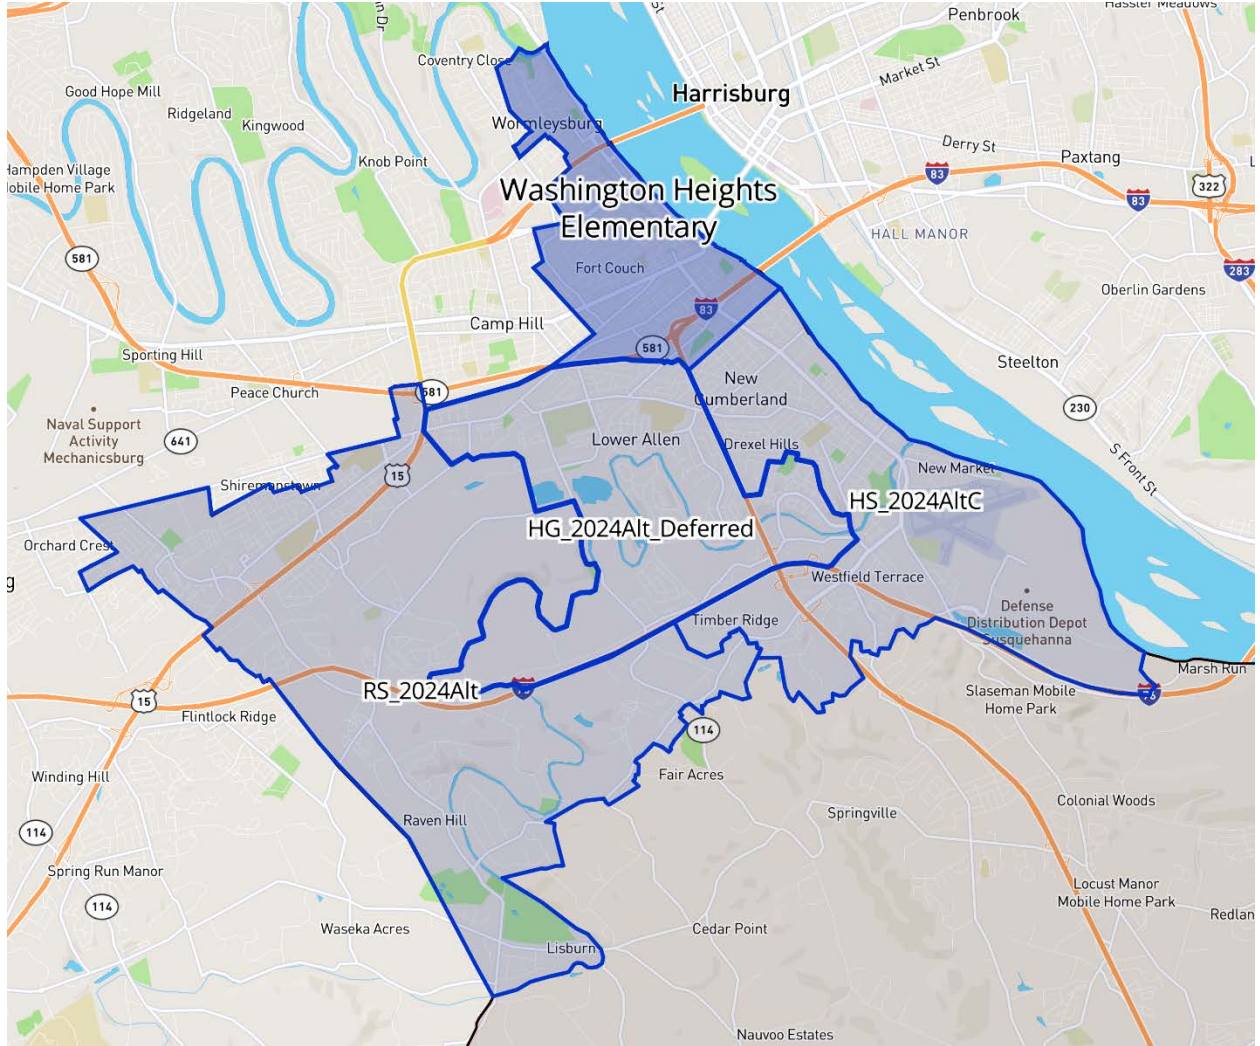 Hassler Meadows
Penbrook
Coventry Close
Market St
Good Hope Mill
Harrisburg
Ridgeland
Kingwood
Wormleysburg
Derry St
Knob Point
Paxtang
Hampden Village
Mobile Home Park
83
322
Washington Heights
Elementary
83
HALL MANOR
581
Fort Couch
283
Oberlin Gardens
83
Camp Hill
581
Sporting Hill
Steelton
New
Cumberland
Peace Church
581
230
Naval Support
Activity
Mechanicsburg
641
Lower Allen
Drexel Hills
S Front St
15
New Market
Shiremanstown
HS_2024AltC
HG_2024Alt_Deferred
Orchard Crest
Westfield Terrace
Defense
Distribution Depot
Susquehanna
Timber Ridge
Marsh Run
RS_2024Alt
Slaseman Mobile
Home Park
76
15
Flintlock Ridge
114
Winding Hill
Fair Acres
Colonial Woods
Springville
Raven Hill
114
Spring Run Manor
Locust Manor
Mobile Home Park
114
Redlan
Waseka Acres
Cedar Point
Lisburn
Nauvoo Estates